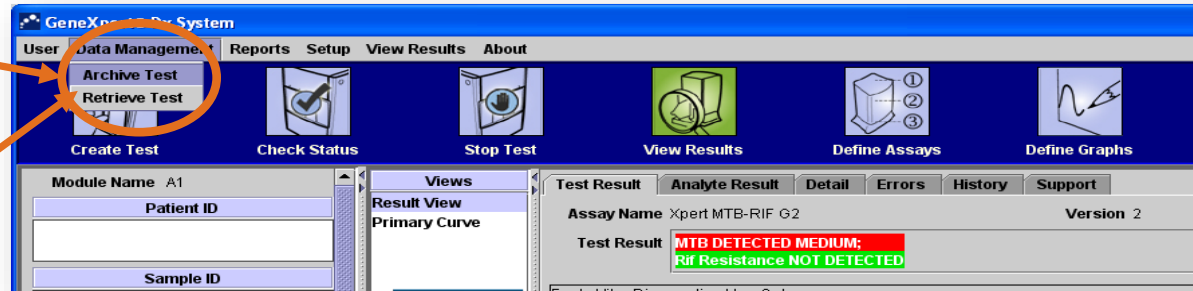 GeneXpert® Dx System
User Data Management Reports Setup View Results About
Archive Test
Retrieve Test
Create Test Check Status Stop Test View Results Define Assays Define Graphs
1
2
3
Module Name A1
Patient ID
Sample ID
Views
Result View
Primary Curve
Test Result Analyte Result Detail Errors History Support
Assay Name Xpert MTB-RIF G2 Version 2
Test Result MTB DETECTED MEDIUM;
Rif Resistance NOT DETECTED